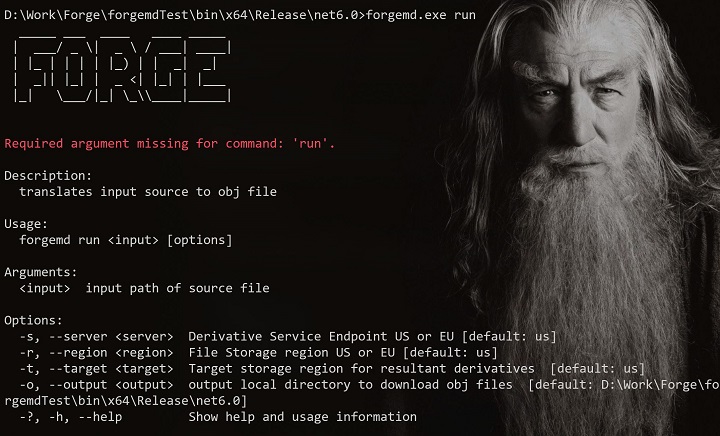 D:\Work\Forge\forgemdTest\bin\x64\Release\net6.0>forgemd.exe run
FORGE
Required argument missing for command: 'run'.
Description:
translates input source to obj file
Usage:
forgemd run <input> [options]
Arguments:
<input>  input path of source file
Options:
-s, --server <server>  Derivative Service Endpoint US or EU [default: us]
-r, --region <region>  File Storage region US or EU [default: us]
-t, --target <target>  Target storage region for resultant derivatives  [default: us]
-o, --output <output>  output local directory to download obj files  [default: D:\Work\Forge\fo
rgemdTest\bin\x64\Release\net6.0]
-?, -h, --help         Show help and usage information